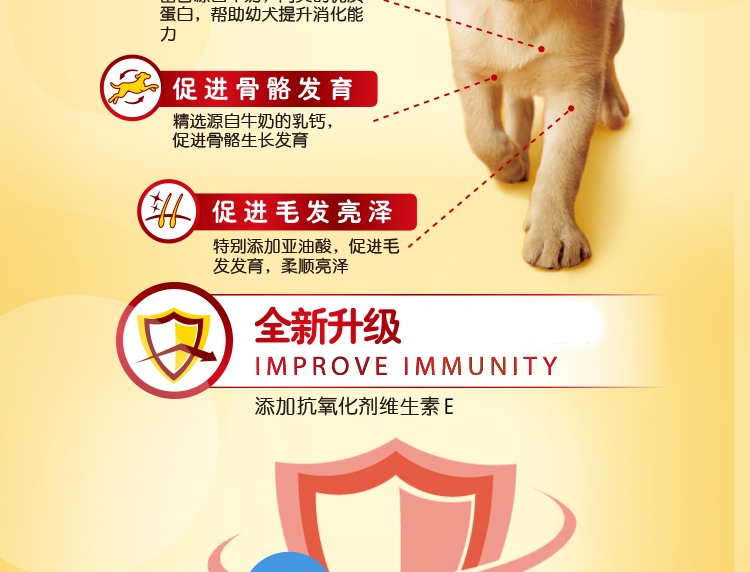 蛋白，帮助幼犬提升消化能
力
促进骨骼发育
精选源自牛奶的乳钙，
促进骨骼生长发育
促进毛发亮泽
特别添加亚油酸，促进毛
发发育，柔顺亮泽
全新升级
IMPROVE IMMUNITY
添加抗氧化剂维生素E